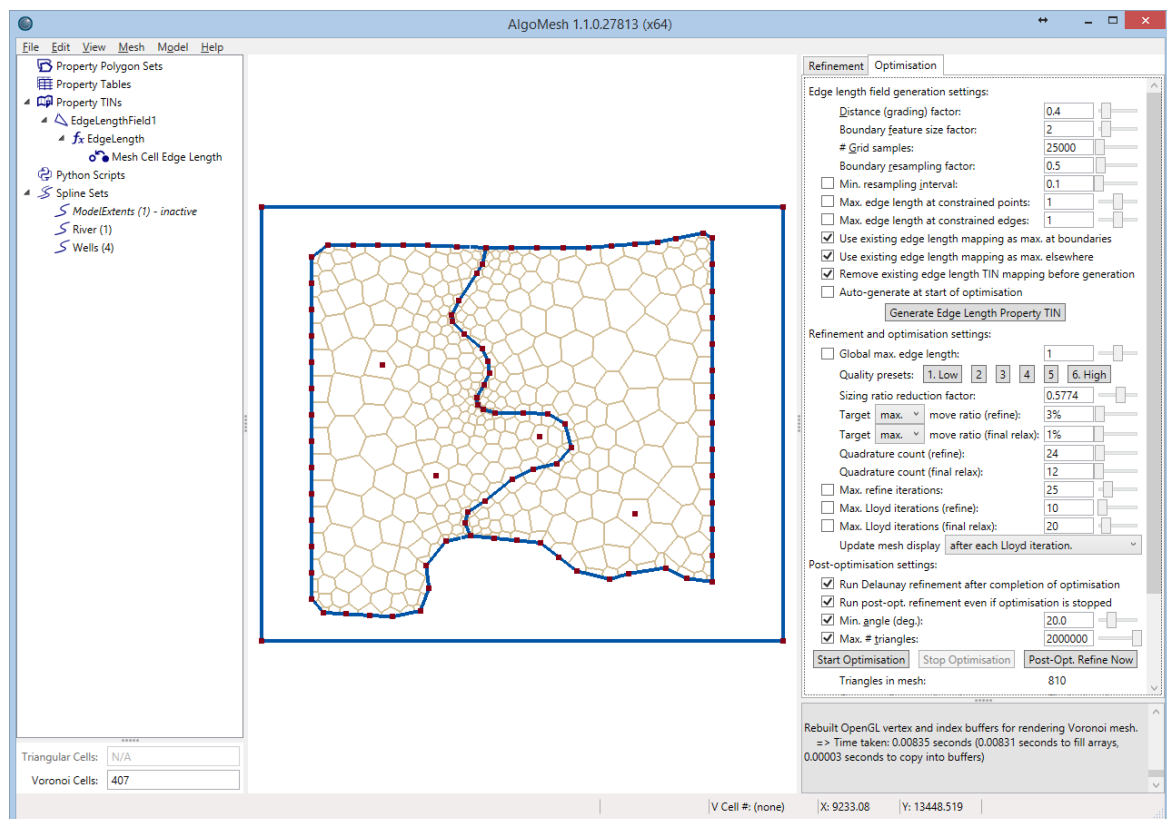 AlgoMesh 1.1.0.27813 (x64)
File Edit View Mesh Model Help
Property Polygon Sets
Property Tables
Property TINs
EdgeLengthField1
fx EdgeLength
Mesh Cell Edge Length
Python Scripts
Spline Sets
ModelExtents (1) - inactive
River (1)
Wells (4)
Triangular Cells: N/A
Voronoi Cells: 407
Refinement Optimisation
Edge length field generation settings:
Distance (grading) factor: 0.4
Boundary feature size factor: 2
# Grid samples: 25000
Boundary resampling factor: 0.5
Min. resampling interval: 0.1
Max. edge length at constrained points: 1
Max. edge length at constrained edges: 1
Use existing edge length mapping as max. at boundaries
Use existing edge length mapping as max. elsewhere
Remove existing edge length TIN mapping before generation
Auto-generate at start of optimisation
Generate Edge Length Property TIN
Refinement and optimisation settings:
Global max. edge length: 1
Quality presets: 1. Low 2 3 4 5 6. High
Sizing ratio reduction factor: 0.5774
Target max. move ratio (refine): 3%
Target max. move ratio (final relax): 1%
Quadrature count (refine): 24
Quadrature count (final relax): 12
Max. refine iterations: 25
Max. Lloyd iterations (refine): 10
Max. Lloyd iterations (final relax): 20
Update mesh display after each Lloyd iteration.
Post-optimisation settings:
Run Delaunay refinement after completion of optimisation
Run post-opt. refinement even if optimisation is stopped
Min. angle (deg.): 20.0
Max. # triangles: 2000000
Start Optimisation Stop Optimisation Post-Opt. Refine Now
Triangles in mesh: 810
Rebuilt OpenGL vertex and index buffers for rendering Voronoi mesh.
=> Time taken: 0.00835 seconds (0.00831 seconds to fill arrays,
0.00003 seconds to copy into buffers)
V Cell #: (none) X: 9233.08 Y: 13448.519